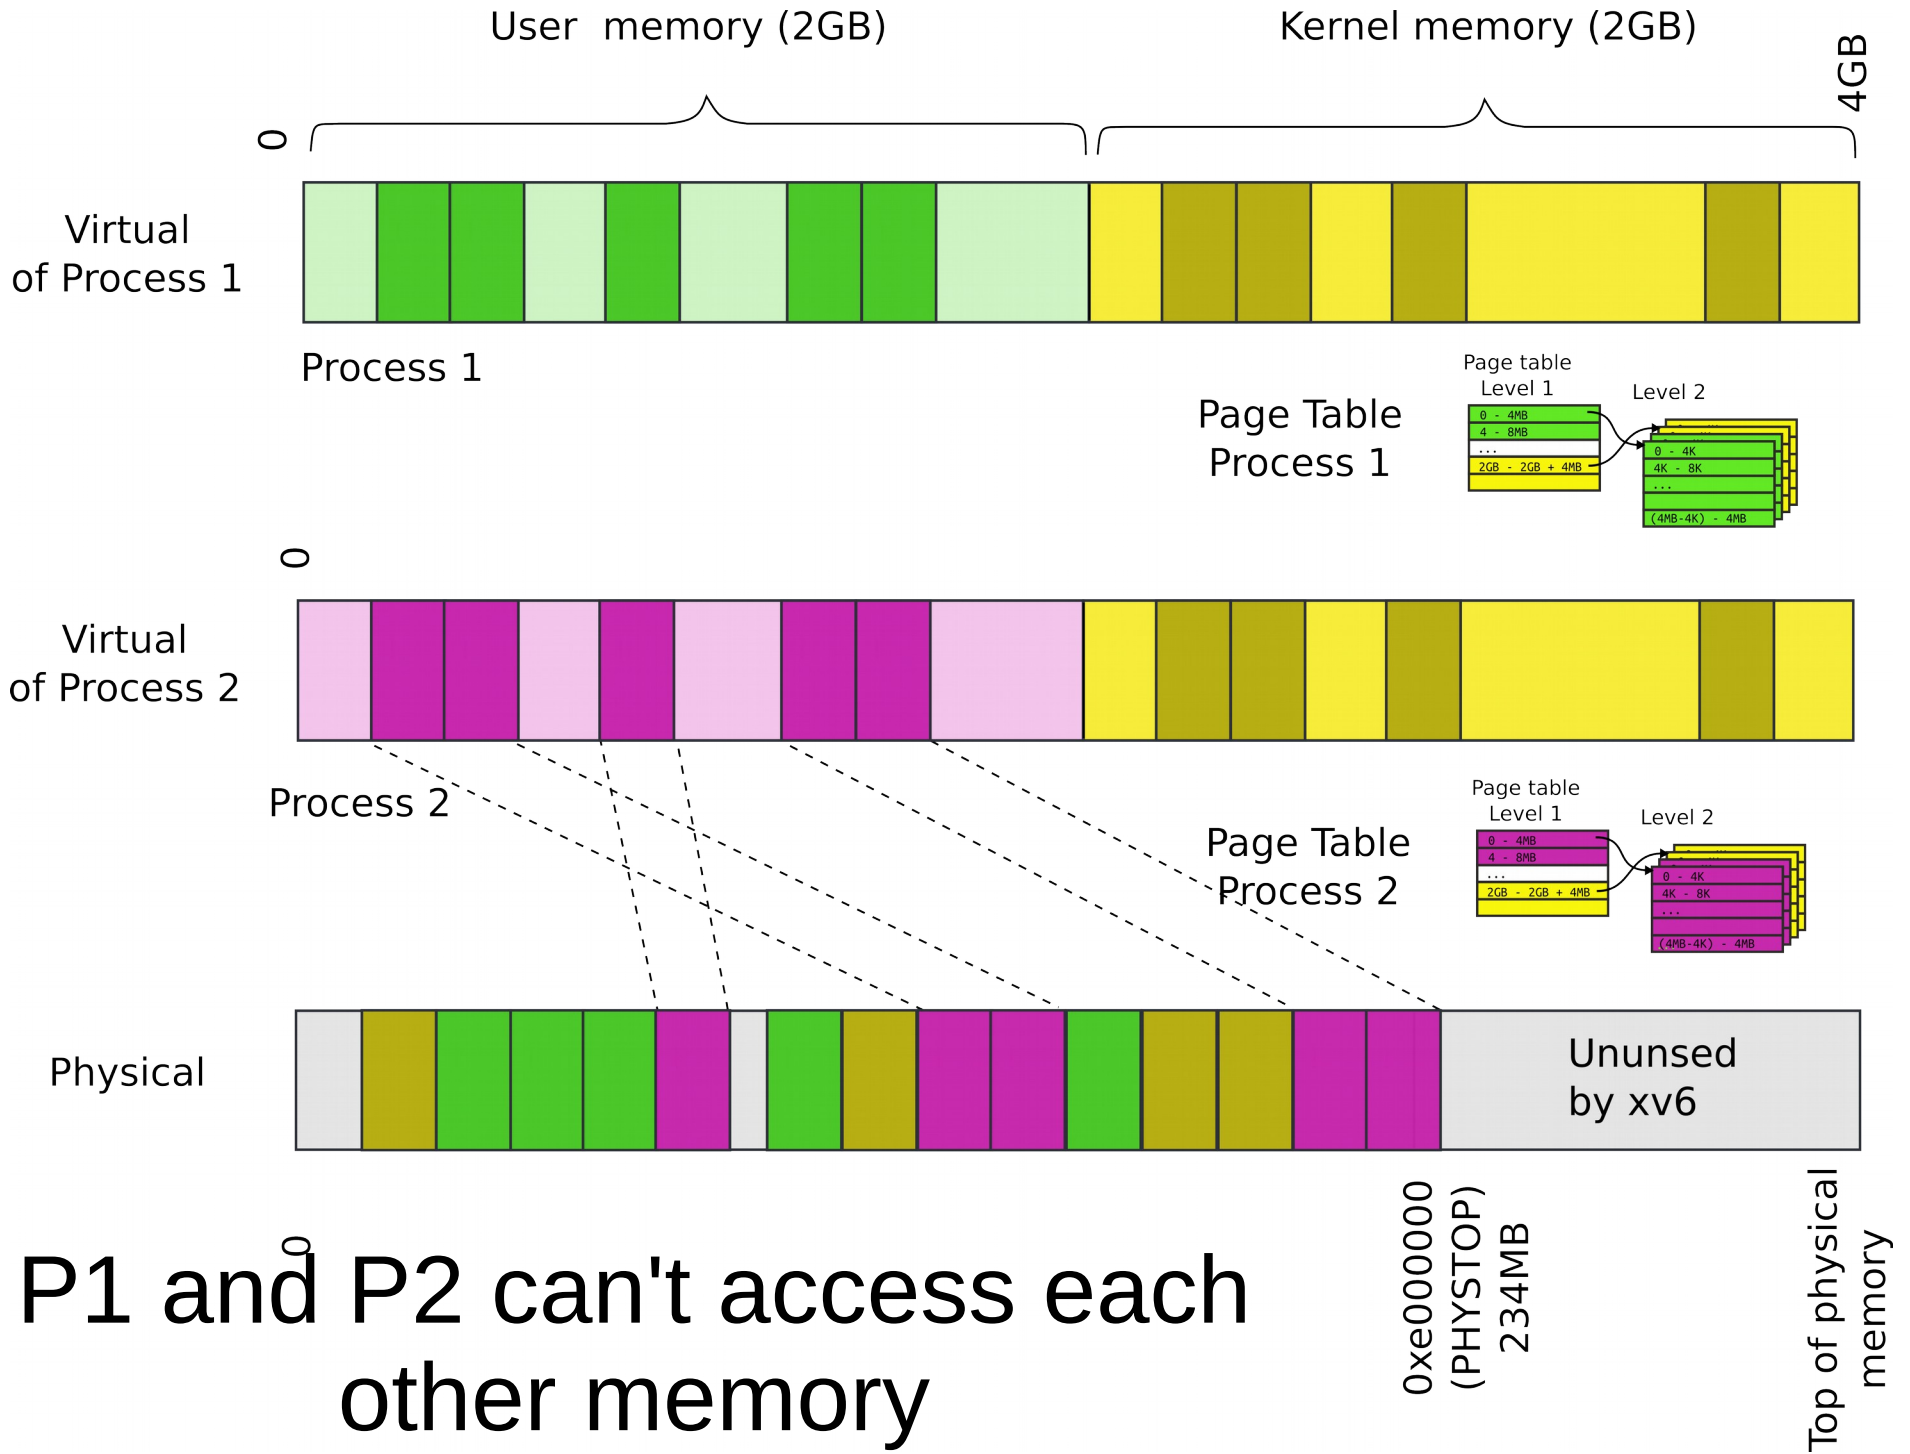 User  memory (2GB)
Kernel memory (2GB)
4GB
0
Virtual
of Process 1
Process 1
Page Table
Process 1
Page table
Level 1
Level 2
0 - 4MB
4 - 8MB
...
2GB - 2GB + 4MB
0 - 4K
4K - 8K
...
(4MB-4K) - 4MB
0
Virtual
of Process 2
Process 2
Page Table
Process 2
Page table
Level 1
Level 2
0 - 4MB
4 - 8MB
...
2GB - 2GB + 4MB
0 - 4K
4K - 8K
...
(4MB-4K) - 4MB
Physical
Ununsed
by xv6
0
0xe000000
(PHYSTOP)
234MB
Top of physical
memory
P1 and P2 can't access each
other memory